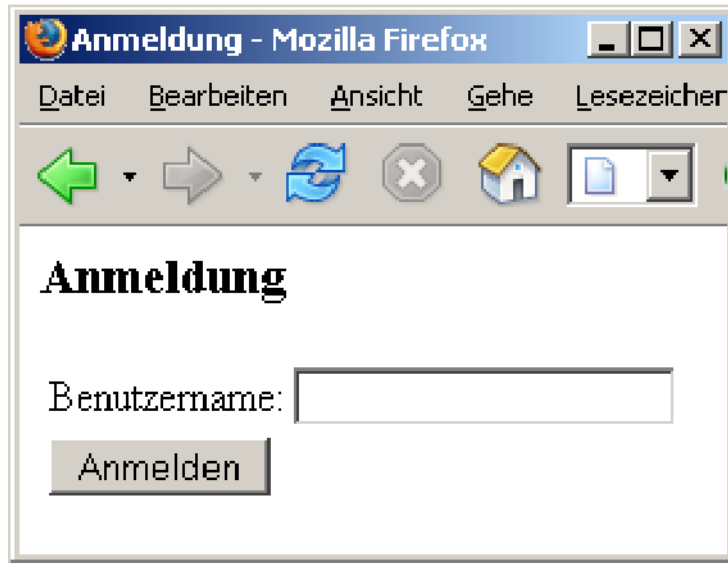 Anmeldung - Mozilla Firefox
Datei Bearbeiten Ansicht Gehe Lesezeichen
Anmeldung
Benutzername:
Anmelden